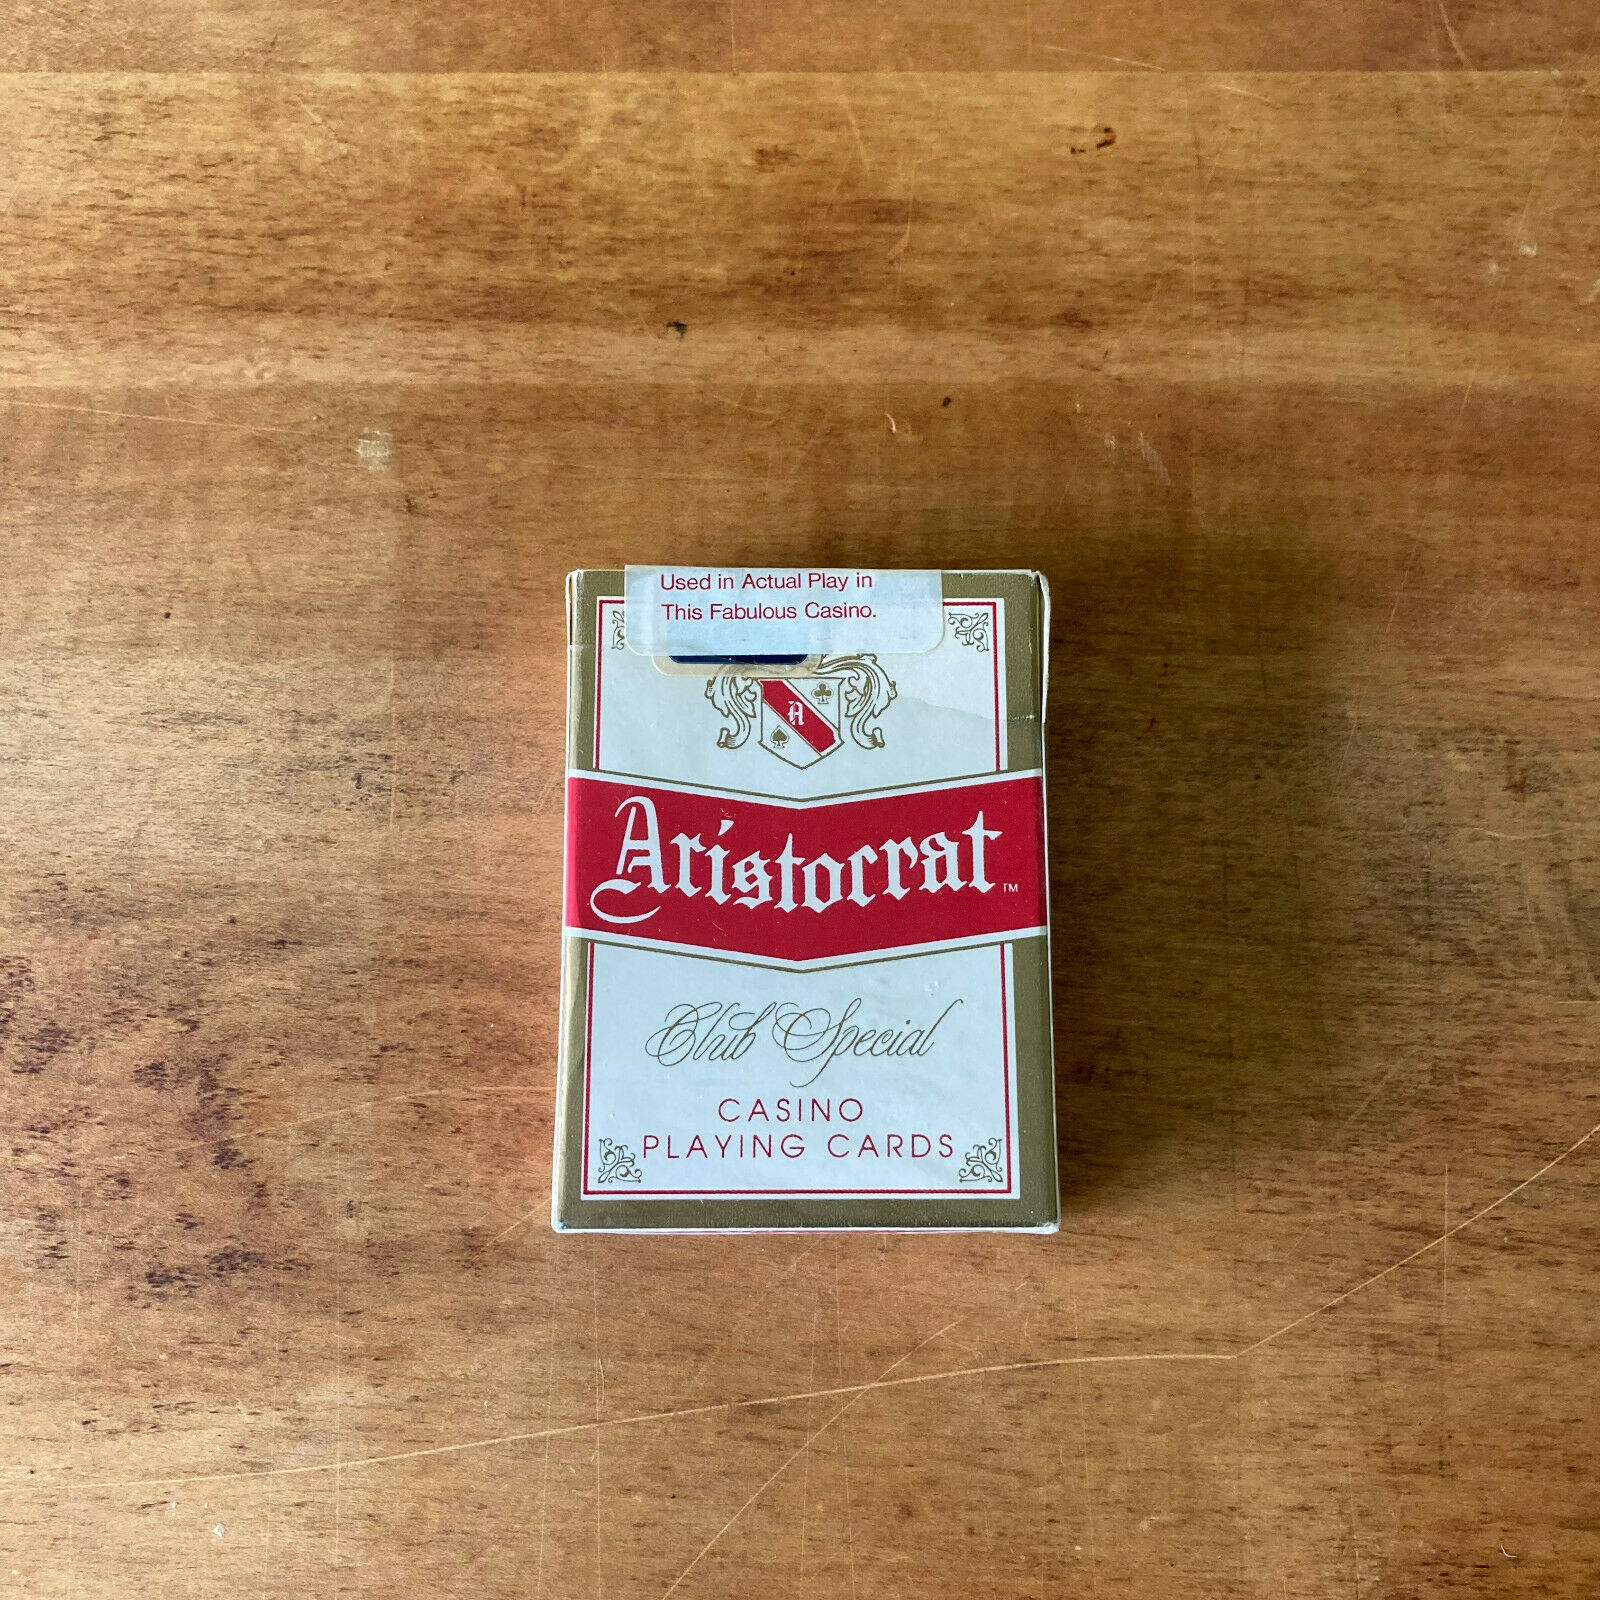 Used in Actual Play in
This Fabulous Casino.
A
Aristocrat™
Club Special
CASINO
PLAYING CARDS